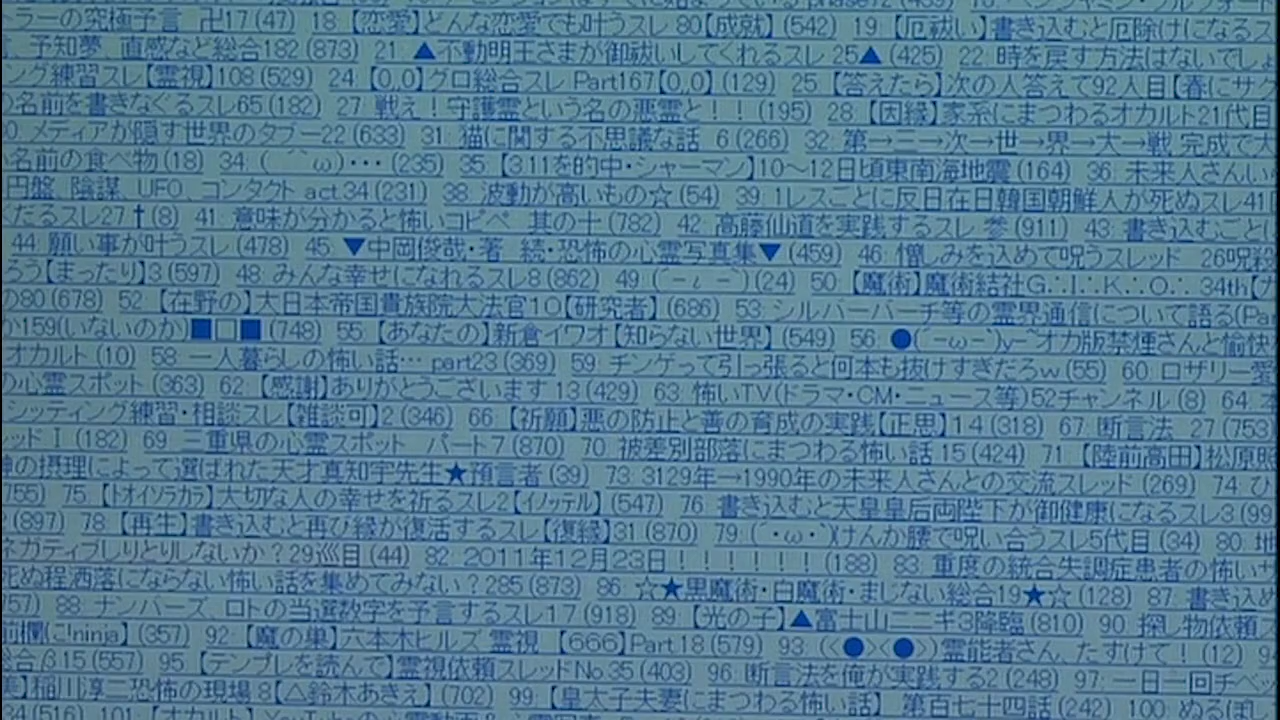 トラーの究極予言 卍17(47) 18:【恋愛】どんな恋愛でも叶うスレ 80【成就】(542) 19:【厄祓い】書き込むと厄除けになるス
予知夢、直感など総合182(873) 21:▲不動明王さまが御祓いしてくれるスレ 25▲(425) 22:時を戻す方法はないでしょ
ング練習スレ【霊視】108(529) 24:【0,0】グロ総合スレ Part167【0,0】(129) 25:【答えたら】次の人答えて92人目【春にサク
の名前を書きなぐるスレ65(182) 27:戦え!守護霊という名の悪霊と!!(195) 28:【因縁】家系にまつわるオカルト21代目
30:メディアが隠す世界のタブー22(633) 31:猫に関する不思議な話 6(266) 32:第→二→次→世→界→大→戦 完成で大
名前の食べ物(18) 34:(´^`ω)・・・(235) 35:【311を的中・シャーマン】10~12日頃東南海地震(164) 36:未来人さんい
円盤、陰謀、UFO、コンタクト act.34(231) 38:波動が高いもの☆(54) 39:1レスごとに反日在日韓国朝鮮人が死ぬスレ41
くたるスレ27†(8) 41:意味が分かると怖いコピペ 其の十(782) 42:高藤仙道を実践するスレ 参(911) 43:書き込むごとに
44:願い事が叶うスレ(478) 45:▼中岡俊哉・著 続・恐怖の心霊写真集▼(459) 46:憎しみを込めて呪うスレッド 26呪
ろう【まったり】3(597) 48:みんな幸せになれるスレ8(862) 49:(´-ι_-`)(24) 50:【魔術】魔術結社G∴I∴K∴O∴ 34th【
の80(678) 52:【在野の】大日本帝国貴族院大法官10【研究者】(686) 53:シルバーバーチ等の霊界通信について語る(Par
か159(いないのか)■□■(748) 55:【あなたの】新倉イワオ【知らない世界】(549) 56:●(´-ω-`)y-~オカ版禁煙さんと愉快
オカルト(10) 58:一人暮らしの怖い話… part23(369) 59:チンゲって引っ張ると何本も抜けすぎだろw(55) 60:ロザリー愛
の心霊スポット(363) 62:【感謝】ありがとうございます 13(429) 63:怖いTV(ドラマ・CM・ニュース等)52チャンネル(8) 64:
シッティング練習・相談スレ【雑談可】2(346) 66:【祈願】悪の防止と善の育成の実践【正思】14(318) 67:断言法 27(753)
ッドⅠ(182) 69:三重県の心霊スポット パート7(870) 70:被差別部落にまつわる怖い話 15(424) 71:【陸前高田】松原
の摂理によって選ばれた天才真知宇先生★預言者(39) 73:3129年→1990年の未来人さんとの交流スレッド(269) 74:ひ
755) 75:【トオイソラカラ】大切な人の幸せを祈るスレ2【イノッテル】(547) 76:書き込むと天皇皇后両陛下が御健康になるスレ3(99
(897) 78:【再生】書き込むと再び縁が復活するスレ【復縁】31(870) 79:(´・ω・`)けんか腰で呪い合うスレ5代目(34) 80:
ネガティブしりとりしないか?29巡目(44) 82:2011年12月23日!!!!!!!(188) 83:重度の統合失調症患者の怖い
死ぬ程洒落にならない怖い話を集めてみない?285(873) 86:☆★黒魔術・白魔術・まじない総合19★☆(128) 87:書き込め
757) 88:ナンバーズ、ロトの当選数字を予言するスレ17(918) 89:【光の子】▲富士山ニニギ3降臨(810) 90:探し物依頼
前欄に!ninja】(357) 92:【魔の巣】六本木ヒルズ 霊視 【666】Part18(579) 93:(<●><●>)霊能者さん、たすけて!(12)
総合β15(557) 95:【テンプレを読んで】霊視依頼スレッドNo.35(403) 96:断言法を俺が実践する2(248) 97:一日一回チベッ
美】稲川淳二恐怖の現場 8【△鈴木あきえ】(702) 99:【皇太子夫妻にまつわる怖い話】 第百七十四話(242) 100:ぬるぽ
34(516) 101:【オカルト】YouTubeの心霊動画